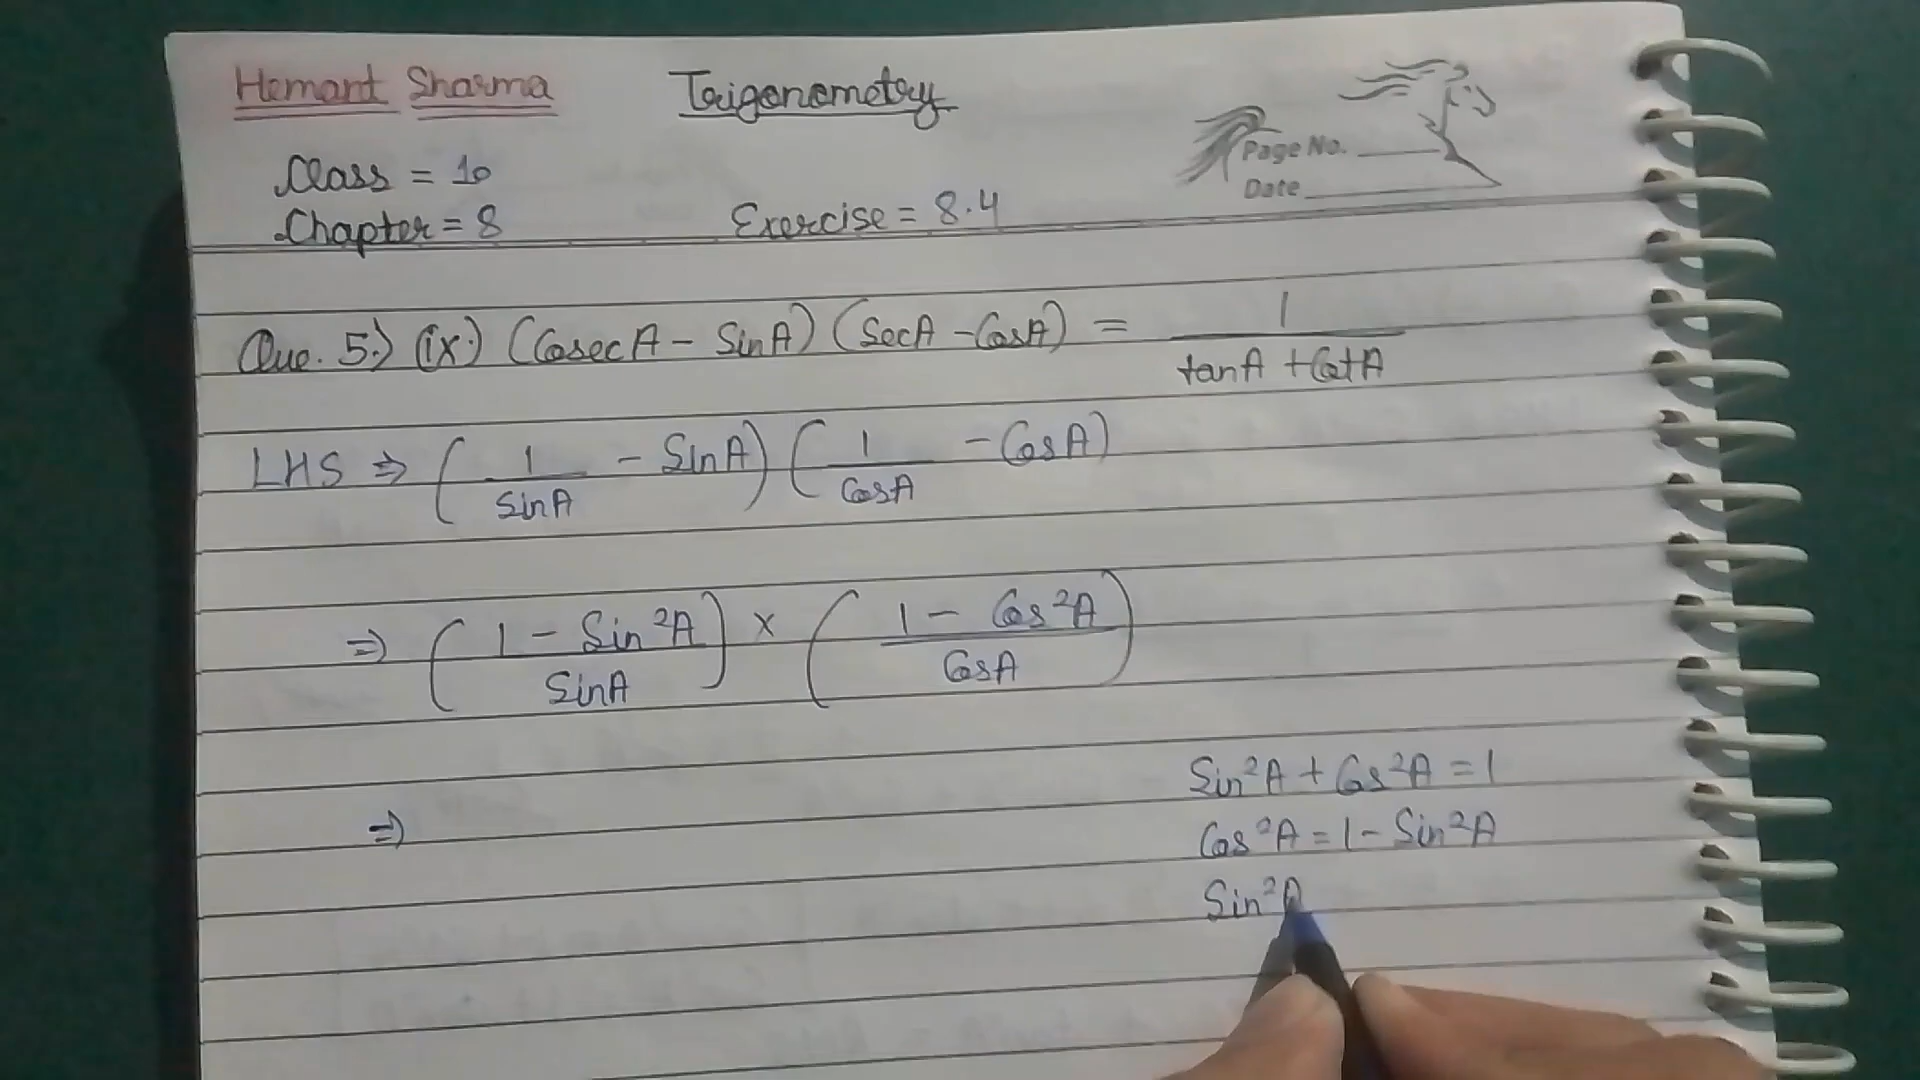 Hemant Sharma Trigonometry
Class = 10
Page No.
Date
Chapter = 8 Exercise = 8.4
Que. 5.) (ix.) (CosecA - SinA) (SecA - CosA) = 1 / tanA + CotA
LHS ⇒ (1 / SinA - SinA) (1 / CosA - CosA)
⇒ (1 - Sin²A / SinA) × (1 - Cos²A / CosA)
Sin²A + Cos²A = 1
⇒ Cos²A = 1 - Sin²A
Sin²A